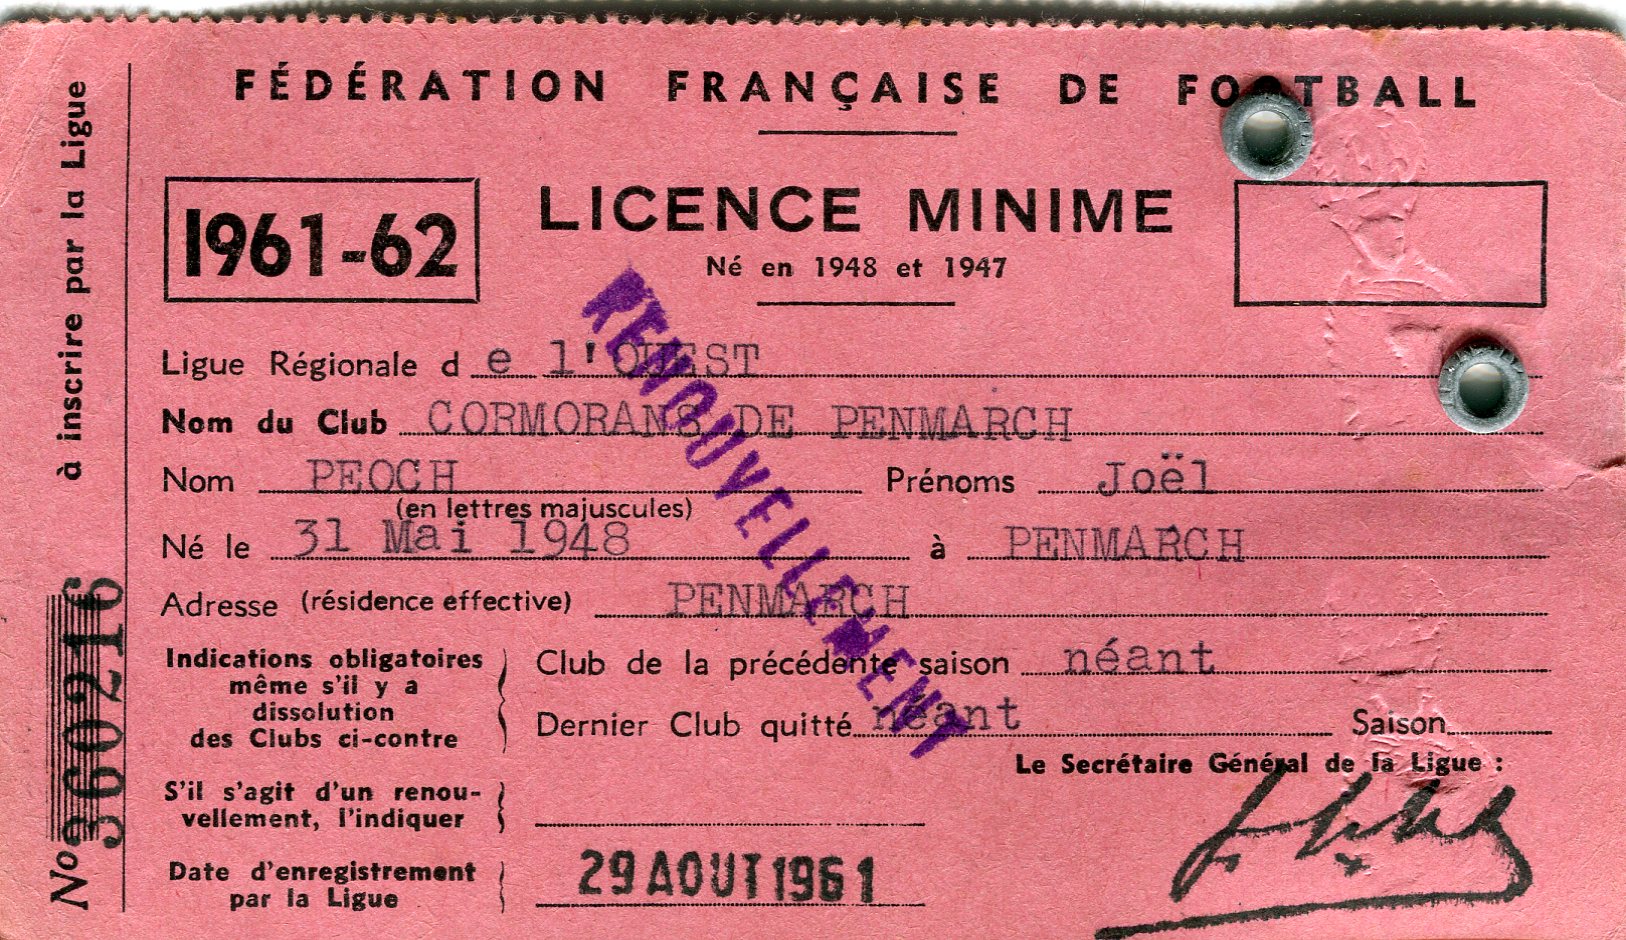 FÉDÉRATION FRANÇAISE DE FOOTBALL
à inscrire par la Ligue
No 360216
1961-62
LICENCE MINIME
Né en 1948 et 1947
Ligue Régionale d e l'OUEST
Nom du Club CORMORANS DE PENMARCH
Nom PEOCH Prénoms Joël
(en lettres majuscules)
Né le 31 Mai 1948 à PENMARCH
Adresse (résidence effective) PENMARCH
RENOUVELLEMENT
Indications obligatoires
même s'il y a
dissolution
des Clubs ci-contre
Club de la précédente saison néant
Dernier Club quitté néant Saison
Le Secrétaire Général de la Ligue :
S'il s'agit d'un renou-
vellement, l'indiquer
Date d'enregistrement
par la Ligue
29 AOUT 1961